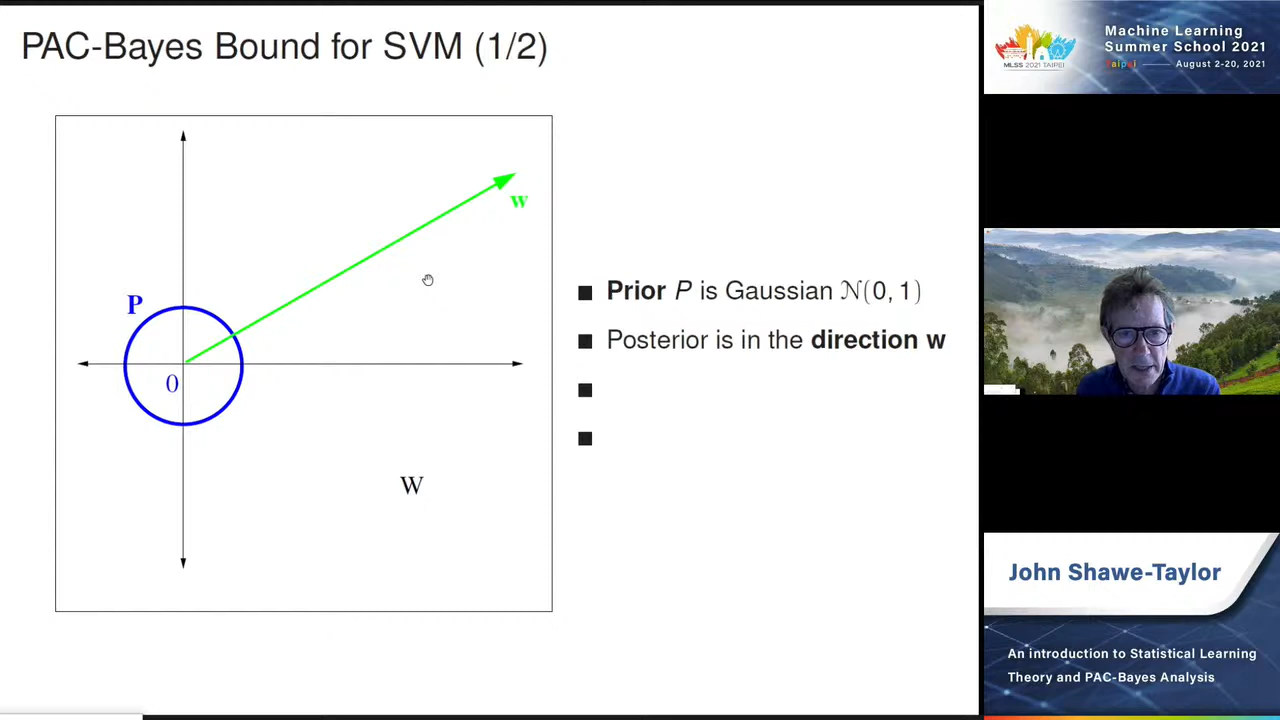 PAC-Bayes Bound for SVM (1/2)
w
P
0
W
Prior P is Gaussian N(0, 1)
Posterior is in the direction w
Machine Learning
Summer School 2021
Taipei August 2-20, 2021
MLSS 2021 TAIPEI
John Shawe-Taylor
An introduction to Statistical Learning
Theory and PAC-Bayes Analysis